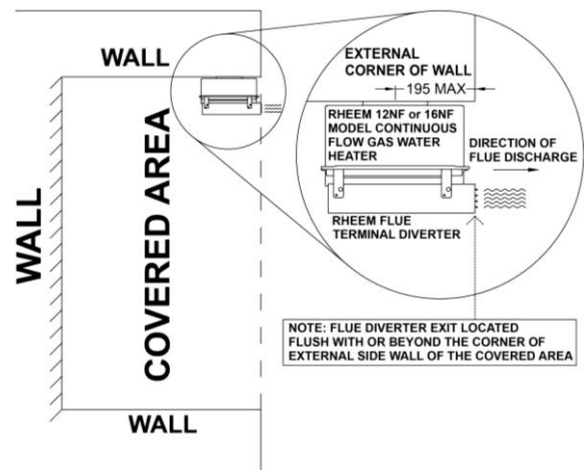 WALL
WALL
COVERED AREA
WALL
EXTERNAL
CORNER OF WALL
195 MAX
RHEEM 12NF or 16NF
MODEL CONTINUOUS
FLOW GAS WATER
HEATER
DIRECTION OF
FLUE DISCHARGE
RHEEM FLUE
TERMINAL DIVERTER
NOTE: FLUE DIVERTER EXIT LOCATED
FLUSH WITH OR BEYOND THE CORNER OF
EXTERNAL SIDE WALL OF THE COVERED AREA